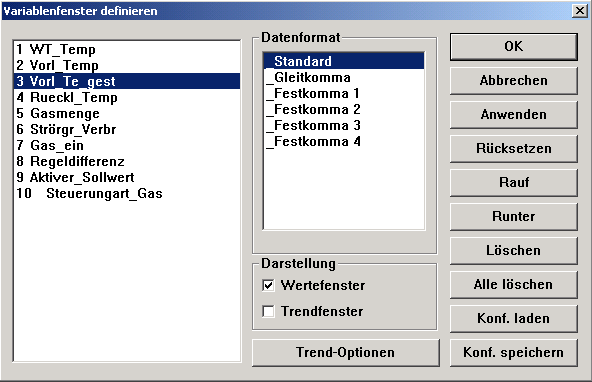 Variablenfenster definieren
1 WT_Temp
2 Vorl_Temp
3 Vorl_Te_gest
4 Rueckl_Temp
5 Gasmenge
6 Strörgr_Verbr
7 Gas_ein
8 Regeldifferenz
9 Aktiver_Sollwert
10 Steuerungart_Gas
Datenformat
_Standard
_Gleitkomma
_Festkomma 1
_Festkomma 2
_Festkomma 3
_Festkomma 4
Darstellung
Wertefenster
Trendfenster
Trend-Optionen
OK
Abbrechen
Anwenden
Rücksetzen
Rauf
Runter
Löschen
Alle löschen
Konf. laden
Konf. speichern